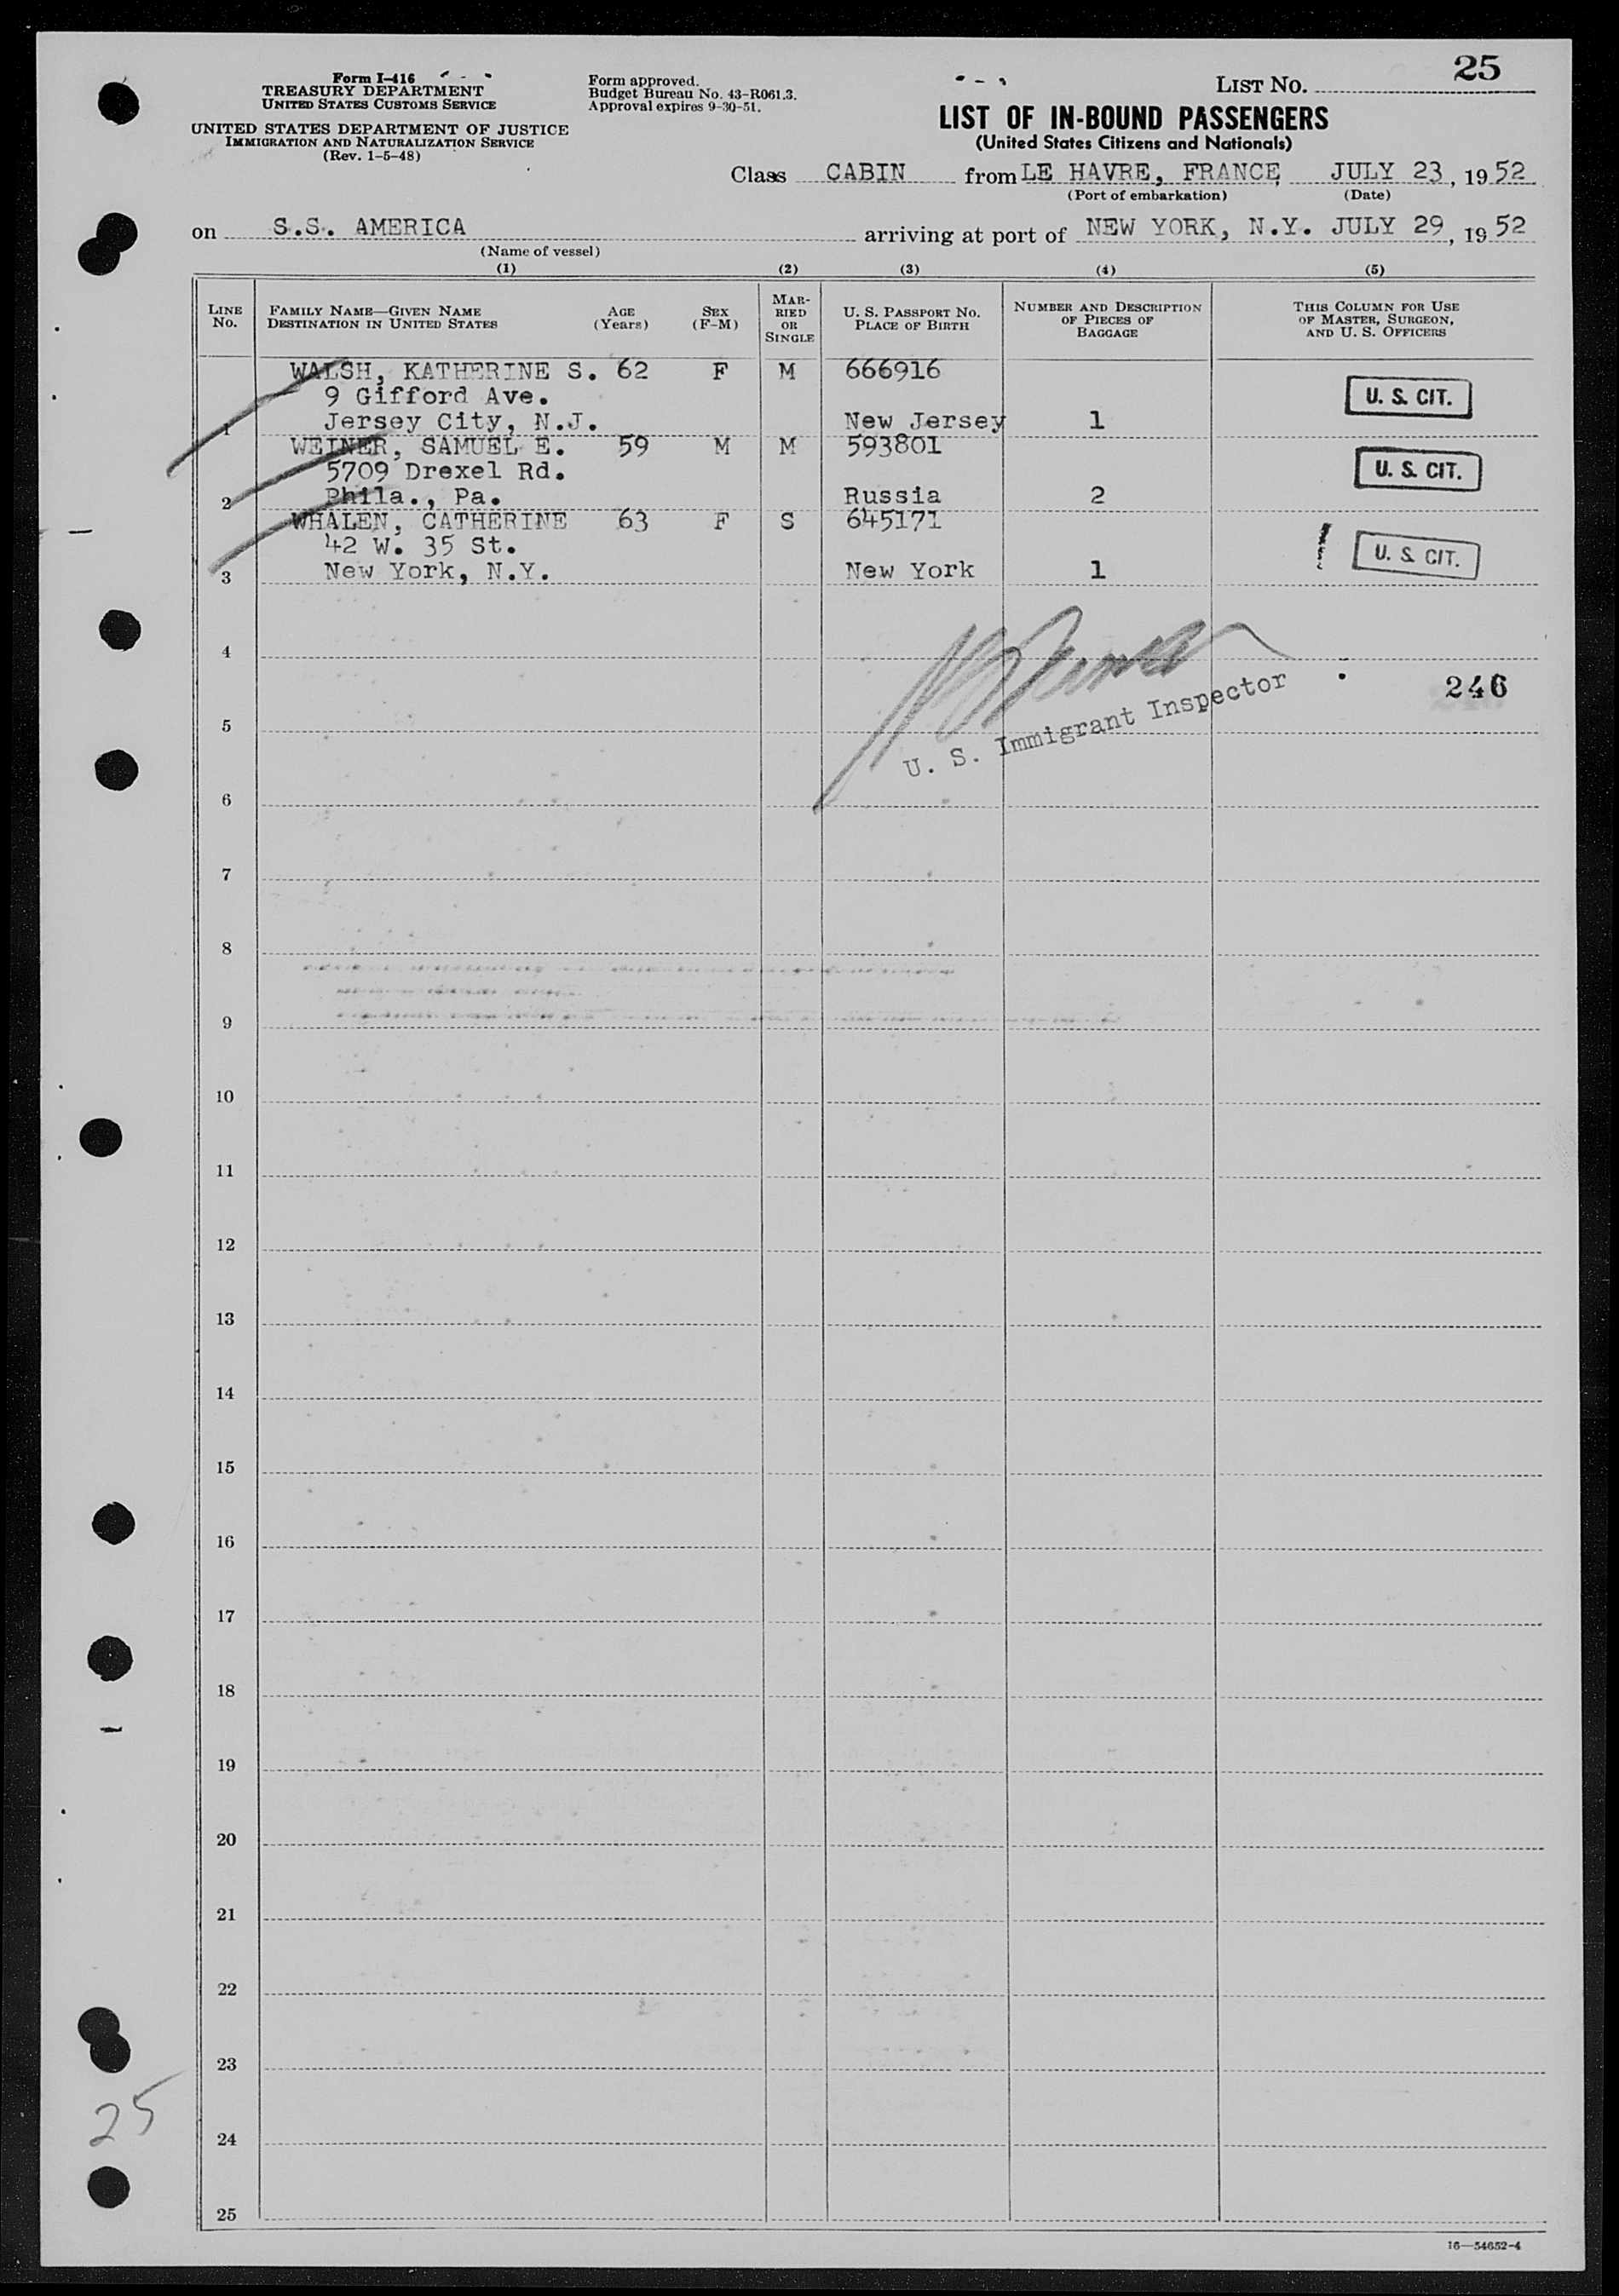 Form I-416
TREASURY DEPARTMENT
UNITED STATES CUSTOMS SERVICE
UNITED STATES DEPARTMENT OF JUSTICE
IMMIGRATION AND NATURALIZATION SERVICE
(Rev. 1-5-48)
Form approved.
Budget Bureau No. 43-R061.3.
Approval expires 9-30-51.
LIST No. 25
LIST OF IN-BOUND PASSENGERS
(United States Citizens and Nationals)
Class CABIN from LE HAVRE, FRANCE, JULY 23, 1952
(Port of embarkation) (Date)
on S.S. AMERICA arriving at port of NEW YORK, N.Y. JULY 29, 1952
(Name of vessel)
(1) (2) (3) (4) (5)
LINE No. FAMILY NAME—GIVEN NAME DESTINATION IN UNITED STATES AGE (Years) SEX (F-M) MARRIED OR SINGLE U. S. PASSPORT No. PLACE OF BIRTH NUMBER AND DESCRIPTION OF PIECES OF BAGGAGE THIS COLUMN FOR USE OF MASTER, SURGEON, AND U. S. OFFICERS
WALSH, KATHERINE S. 62 F M 666916
9 Gifford Ave. U. S. CIT.
1 Jersey City, N.J. New Jersey 1
WEINER, SAMUEL E. 59 M M 593801
5709 Drexel Rd. U. S. CIT.
2 Phila., Pa. Russia 2
WHALEN, CATHERINE 63 F S 645171
42 W. 35 St. U. S. CIT.
3 New York, N.Y. New York 1
4
246
U. S. Immigrant Inspector
5
6
7
8
9
10
11
12
13
14
15
16
17
18
19
20
21
22
23
25
24
25
16—54652-4